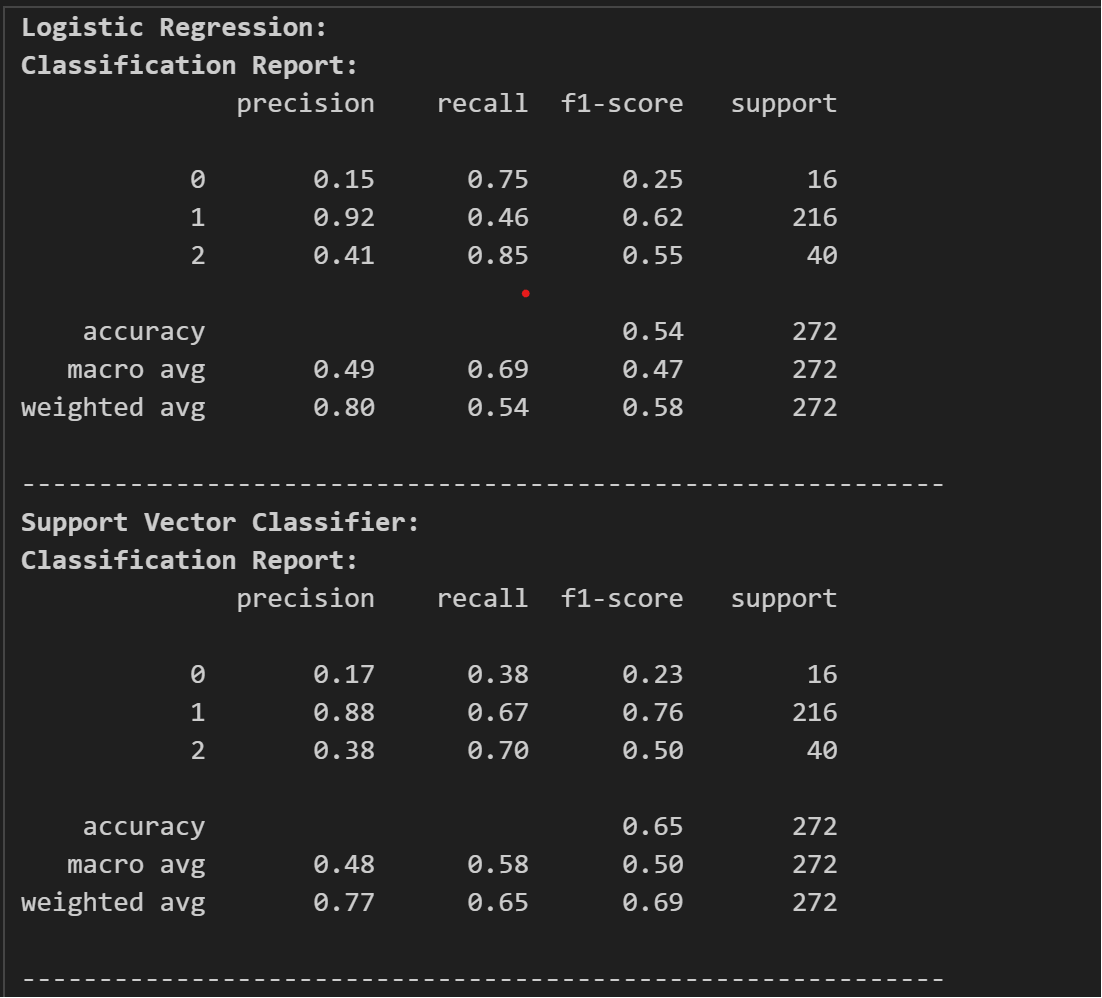 Logistic Regression:
Classification Report:
              precision    recall  f1-score   support

           0       0.15      0.75      0.25        16
           1       0.92      0.46      0.62       216
           2       0.41      0.85      0.55        40

    accuracy                           0.54       272
   macro avg       0.49      0.69      0.47       272
weighted avg       0.80      0.54      0.58       272

------------------------------------------------------------
Support Vector Classifier:
Classification Report:
              precision    recall  f1-score   support

           0       0.17      0.38      0.23        16
           1       0.88      0.67      0.76       216
           2       0.38      0.70      0.50        40

    accuracy                           0.65       272
   macro avg       0.48      0.58      0.50       272
weighted avg       0.77      0.65      0.69       272

------------------------------------------------------------